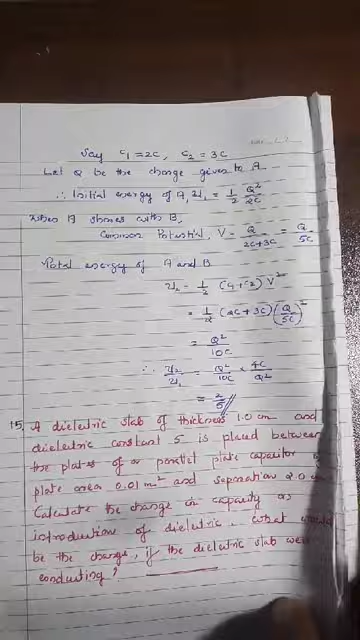 Say C₁ = 2C, C₂ = 3C
Let Q be the charge given to A
∴ Initial energy of A, U₁ = 1/2 Q²/2C
When A shares with B,
Common Potential, V = Q/2C+3C = Q/5C
Total energy of A and B
U₂ = 1/2 (C₁+C₂) V²
= 1/2 (2C + 3C) (Q/5C)²
= Q²/10C
∴ U₂/U₁ = Q²/10C × 4C/Q²
= 2/5
15. A dielectric slab of thickness 1.0 cm and
dielectric constant 5 is placed between
the plates of a parallel plate capacitor
plate area 0.01 m² and separation 2.0
Calculate the change in capacity as
introduction of dielectric. What
be the change, if the dielectric slab
conducting?